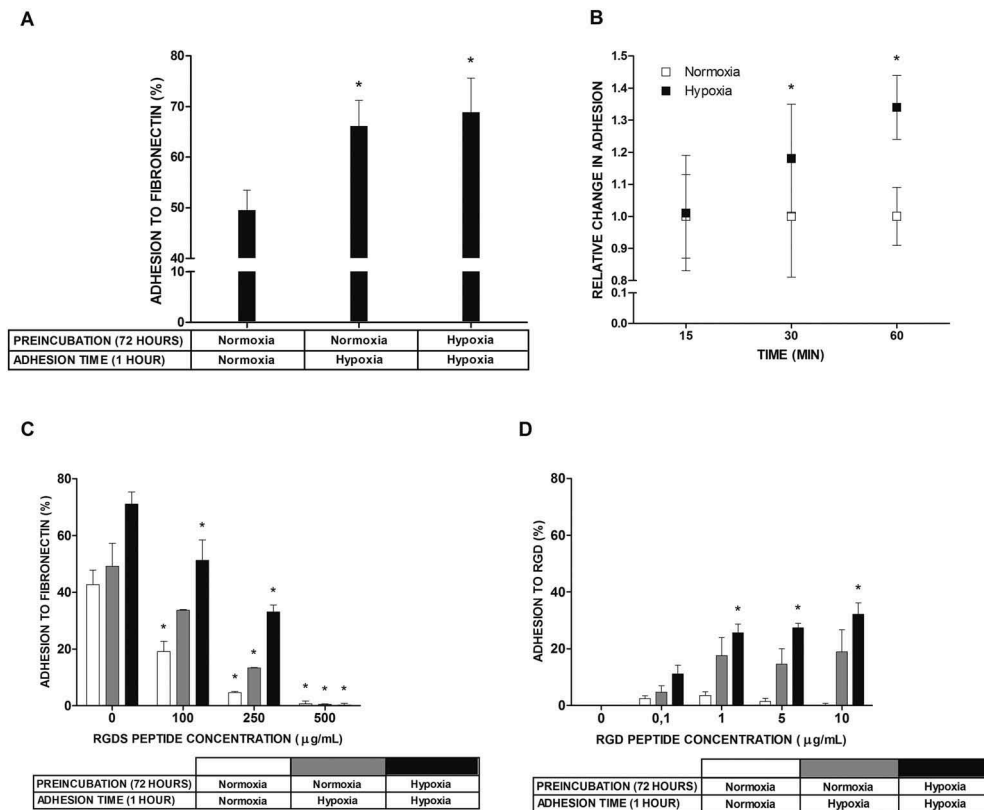 A
ADHESION TO FIBRONECTIN (%)
80
70
60
50
40
10
0
*
*
PREINCUBATION (72 HOURS) Normoxia Normoxia Hypoxia
ADHESION TIME (1 HOUR) Normoxia Hypoxia Hypoxia
B
RELATIVE CHANGE IN ADHESION
1.5
1.4
1.3
1.2
1.1
1.0
0.9
0.8
0.1
0.0
Normoxia
Hypoxia
*
*
15 30 60
TIME (MIN)
C
ADHESION TO FIBRONECTIN (%)
80
60
40
20
0
* *
* * *
* * *
0 100 250 500
RGDS PEPTIDE CONCENTRATION ( µg/mL)
PREINCUBATION (72 HOURS) Normoxia Normoxia Hypoxia
ADHESION TIME (1 HOUR) Normoxia Hypoxia Hypoxia
D
ADHESION TO RGD (%)
80
60
40
20
0
* * *
0 0,1 1 5 10
RGD PEPTIDE CONCENTRATION ( µg/mL)
PREINCUBATION (72 HOURS) Normoxia Normoxia Hypoxia
ADHESION TIME (1 HOUR) Normoxia Hypoxia Hypoxia